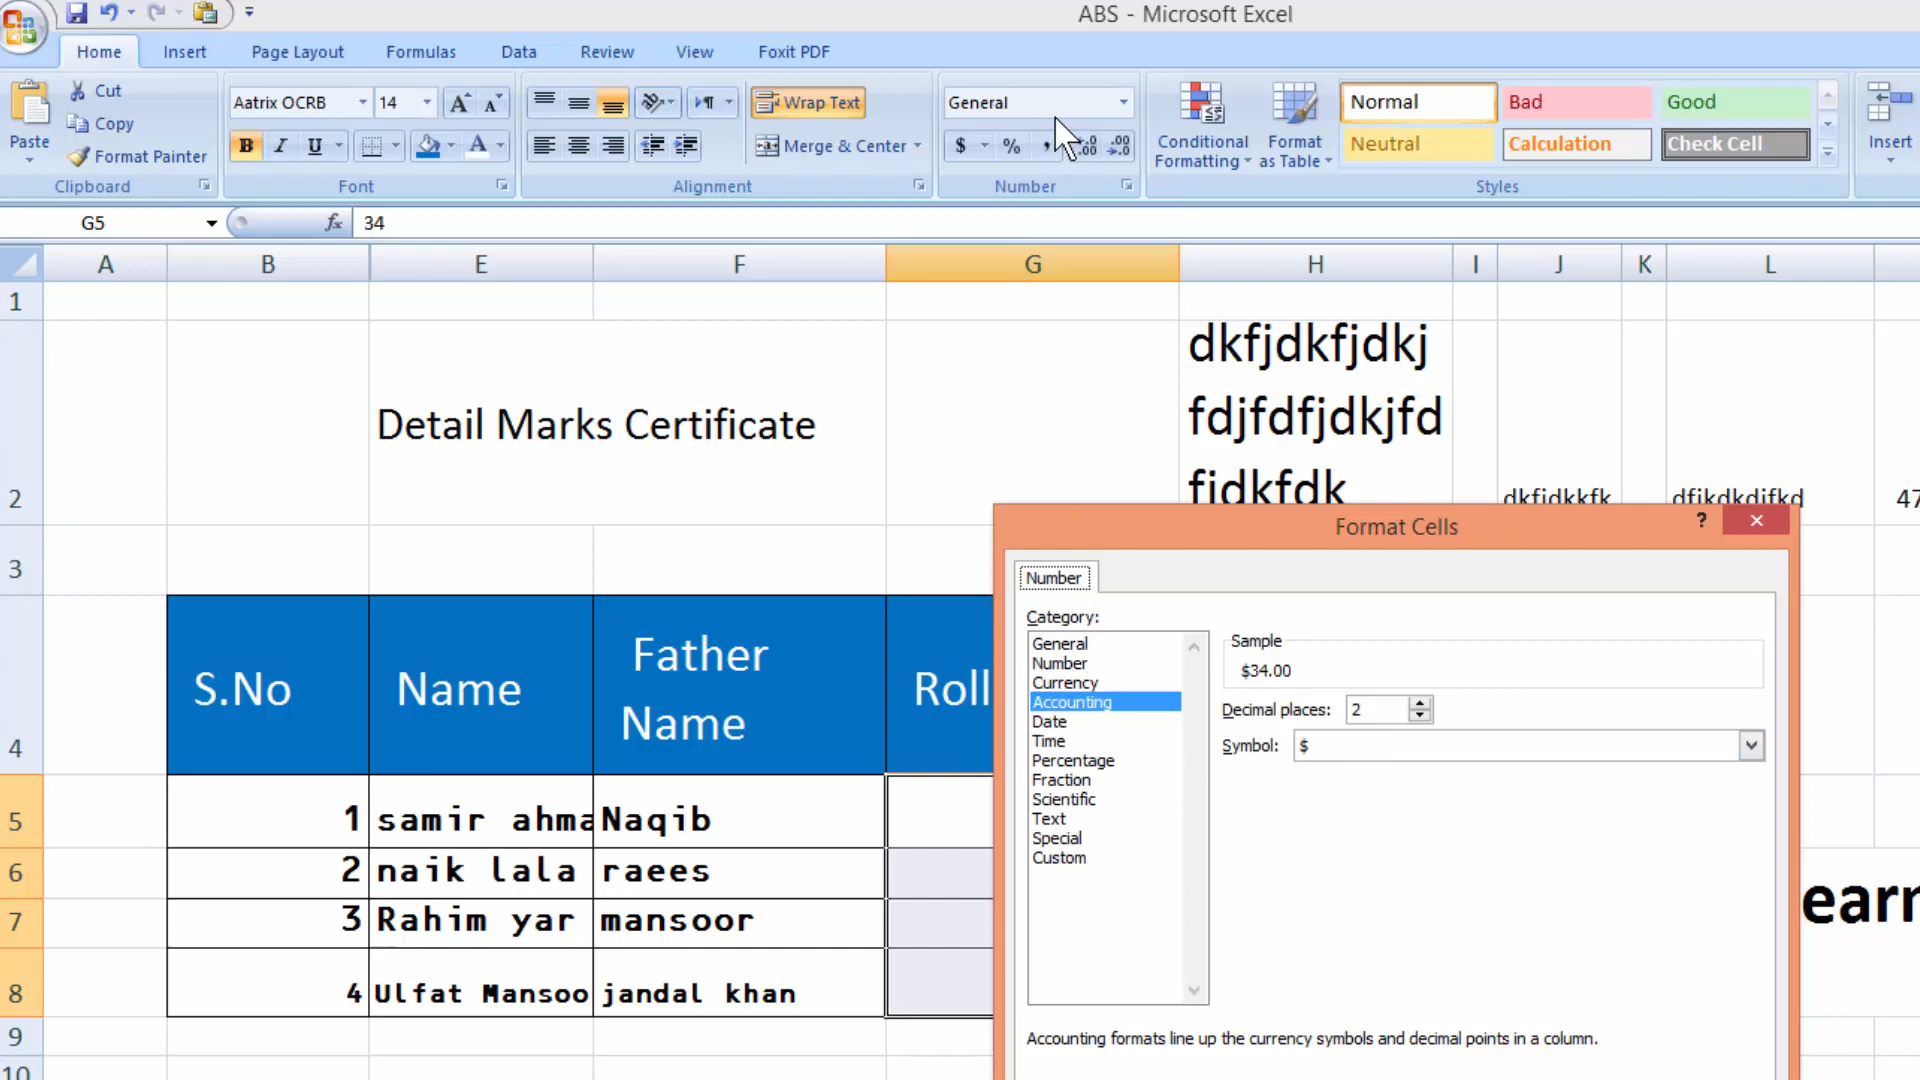 ABS - Microsoft Excel
Home Insert Page Layout Formulas Data Review View Foxit PDF
Cut
Copy
Format Painter
Paste
Clipboard
Aatrix OCRB 14
B I U
Font
Wrap Text
Merge & Center
Alignment
General
$ %
Number
Conditional Formatting
Format as Table
Normal Bad Good
Neutral Calculation Check Cell
Styles
Insert
G5 fx 34
A B E F G H I J K L
1
dkfjdkfjdkj
fdjfdfjdkjfd
fjdkfdk
Detail Marks Certificate
2 dkfjdkkfk dfjkdkdjfkd 47
3
4 S.No Name Father Name Roll
5 1 samir ahma Naqib
6 2 naik lala raees
7 3 Rahim yar mansoor
8 4 Ulfat Mansoo jandal khan
9
10
earn
Format Cells
? ×
Number
Category:
General
Number
Currency
Accounting
Date
Time
Percentage
Fraction
Scientific
Text
Special
Custom
Sample
$34.00
Decimal places: 2
Symbol: $
Accounting formats line up the currency symbols and decimal points in a column.